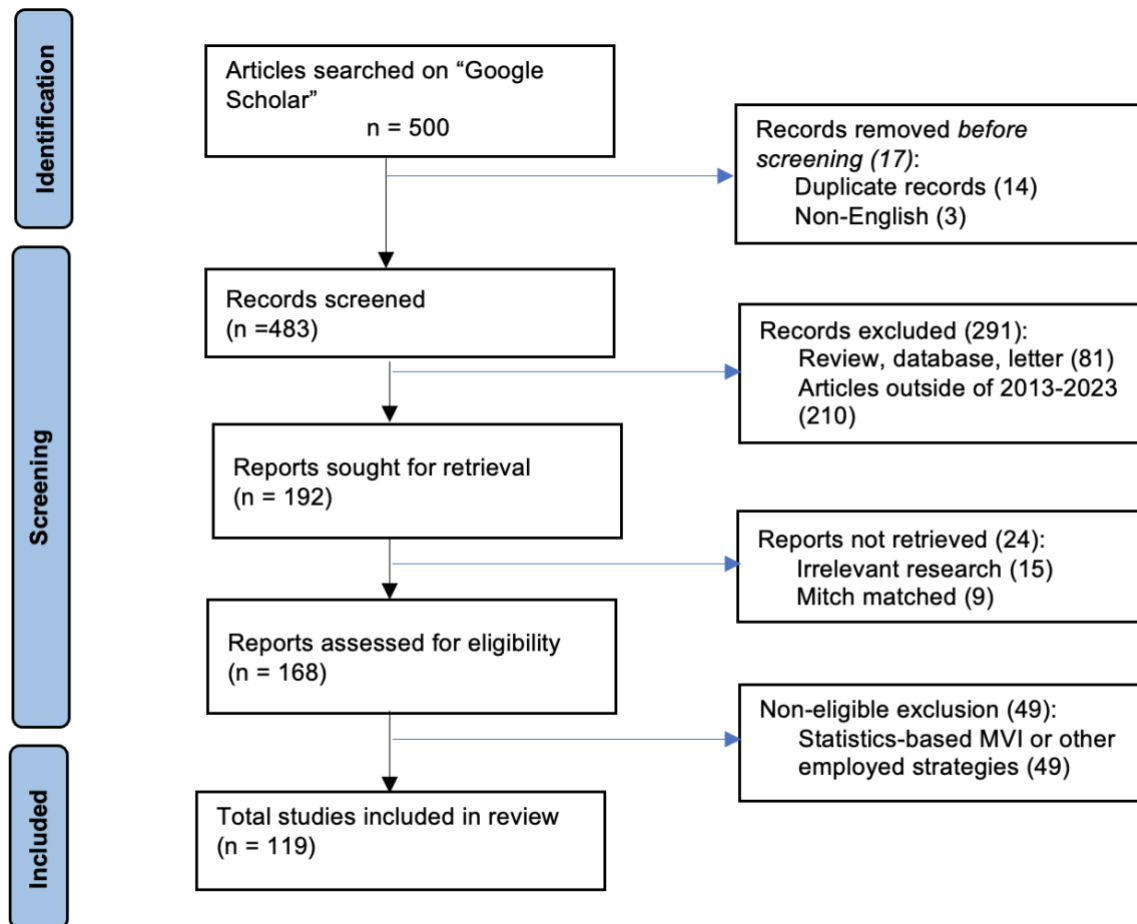 Identification
Articles searched on “Google
Scholar”
n = 500
Records removed before
screening (17):
Duplicate records (14)
Non-English (3)
Screening
Records screened
(n =483)
Records excluded (291):
Review, database, letter (81)
Articles outside of 2013-2023
(210)
Reports sought for retrieval
(n = 192)
Reports not retrieved (24):
Irrelevant research (15)
Mitch matched (9)
Reports assessed for eligibility
(n = 168)
Non-eligible exclusion (49):
Statistics-based MVI or other
employed strategies (49)
Included
Total studies included in review
(n = 119)